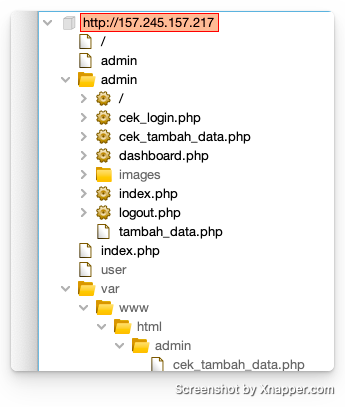 http://157.245.157.217
/
admin
admin
/
cek_login.php
cek_tambah_data.php
dashboard.php
images
index.php
logout.php
tambah_data.php
index.php
user
var
www
html
admin
cek_tambah_data.php
Screenshot by Xnapper.com